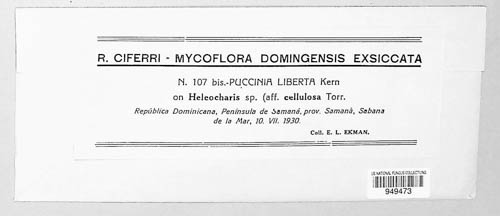 R. CIFERRI - MYCOFLORA DOMINGENSIS EXSICCATA
N. 107 bis.-PUCCINIA LIBERTA Kern
on Heleocharis sp. (aff. cellulosa Torr.
República Dominicana, Península de Samaná, prov. Samaná, Sabana
de la Mar, 10. VII. 1930.
Coll. E. L. EKMAN.
US NATIONAL FUNGUS COLLECTIONS
949473